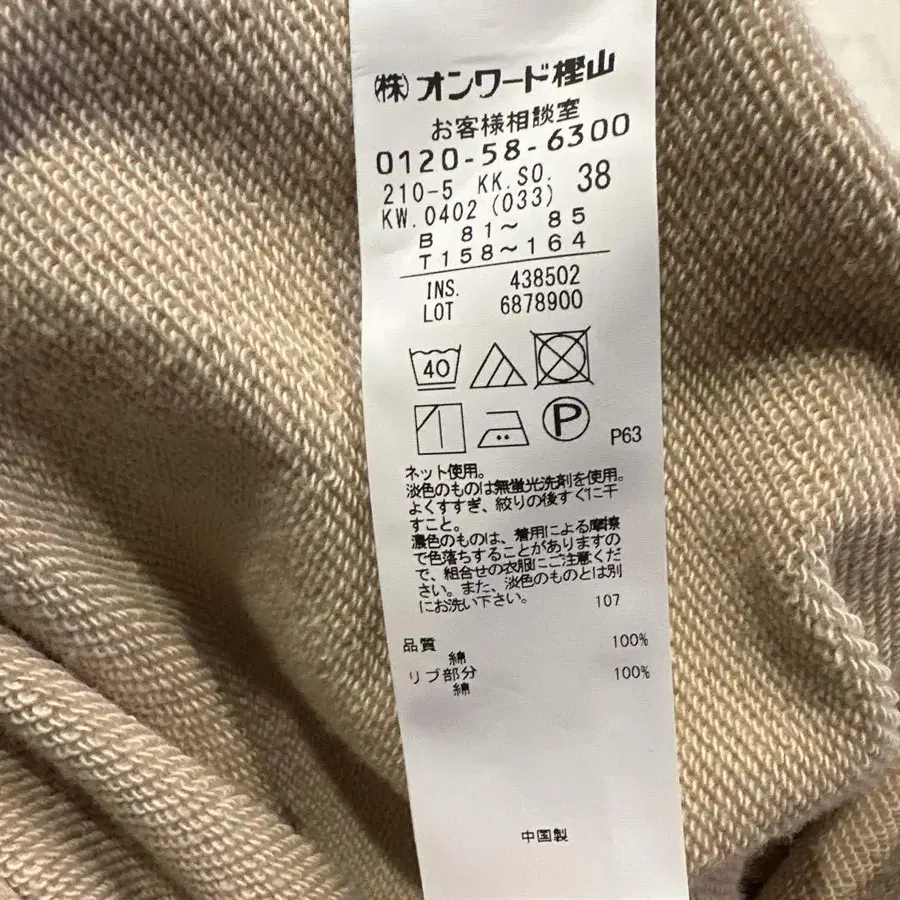 ㈱オンワード樫山
お客様相談室
0120-58-6300
210-5 KK.SO. 38
KW.0402 (033)
B 81～ 85
T158～164
INS. 438502
LOT 6878900
40
P P63
ネット使用。
淡色のものは無蛍光洗剤を使用。
よくすすぎ、絞りの後すぐに干
すこと。
濃色のものは、着用による摩擦
で色落ちすることがありますの
で、組合せの衣服にご注意くだ
さい。また、淡色のものとは別
にお洗い下さい。 107
品質
綿 100%
リブ部分
綿 100%
中国製